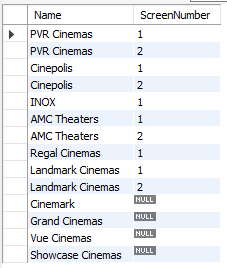 Name ScreenNumber
PVR Cinemas 1
PVR Cinemas 2
Cinepolis 1
Cinepolis 2
INOX 1
AMC Theaters 1
AMC Theaters 2
Regal Cinemas 1
Landmark Cinemas 1
Landmark Cinemas 2
Cinemark NULL
Grand Cinemas NULL
Vue Cinemas NULL
Showcase Cinemas NULL